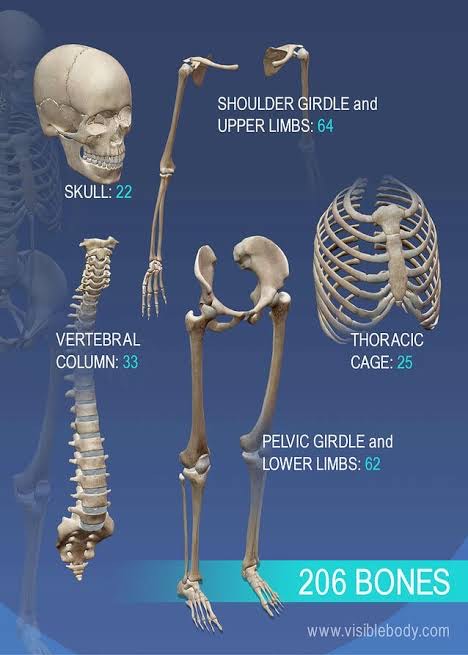 SHOULDER GIRDLE and
UPPER LIMBS: 64
SKULL: 22
VERTEBRAL
COLUMN: 33
THORACIC
CAGE: 25
PELVIC GIRDLE and
LOWER LIMBS: 62
206 BONES
www.visiblebody.com